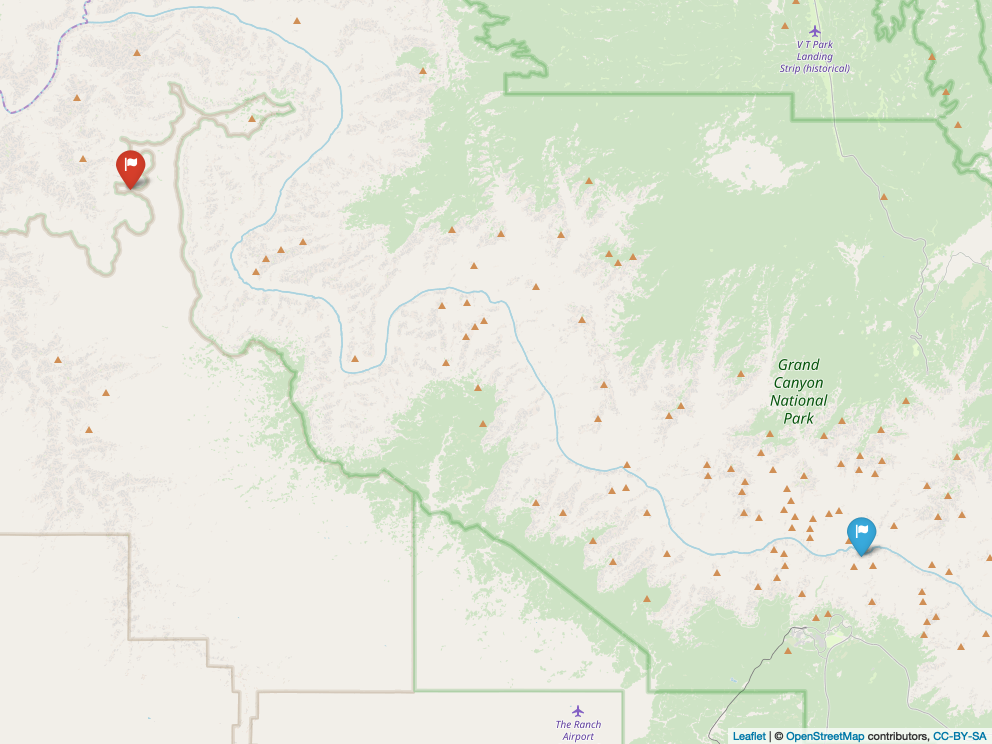 V T Park
Landing
Strip (historical)
Grand
Canyon
National
Park
The Ranch
Airport
Leaflet | © OpenStreetMap contributors, CC-BY-SA